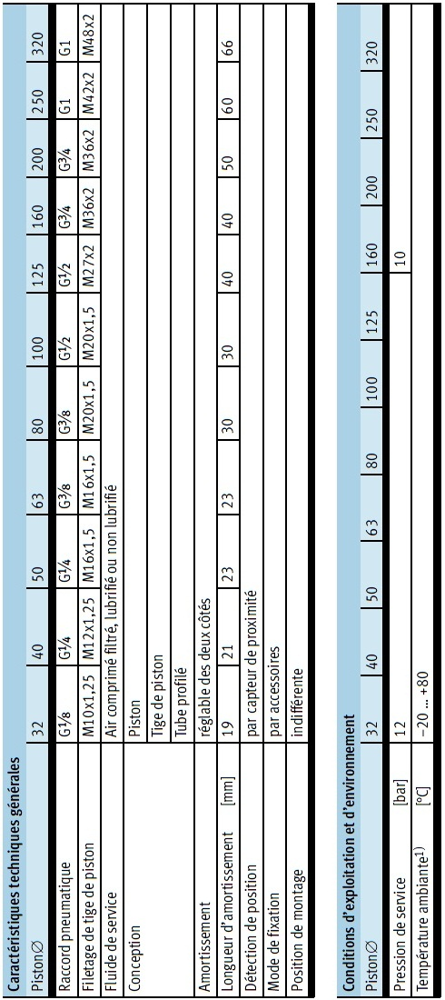 Caractéristiques techniques générales
Piston∅ 32 40 50 63 80 100 125 160 200 250 320
Raccord pneumatique G⅛ G¼ G¼ G⅜ G⅜ G½ G½ G¾ G¾ G1 G1
Filetage de tige de piston M10x1,25 M12x1,25 M16x1,5 M16x1,5 M20x1,5 M20x1,5 M27x2 M36x2 M36x2 M42x2 M48x2
Fluide de service Air comprimé filtré, lubrifié ou non lubrifié
Conception Piston
Tige de piston
Tube profilé
Amortissement réglable des deux côtés
Longueur d'amortissement [mm] 19 21 23 23 30 30 40 40 50 60 66
Détection de position par capteur de proximité
Mode de fixation par accessoires
Position de montage indifférente
Conditions d'exploitation et d'environnement
Piston∅ 32 40 50 63 80 100 125 160 200 250 320
Pression de service [bar] 12 10
Température ambiante1) [°C] −20 ... +80